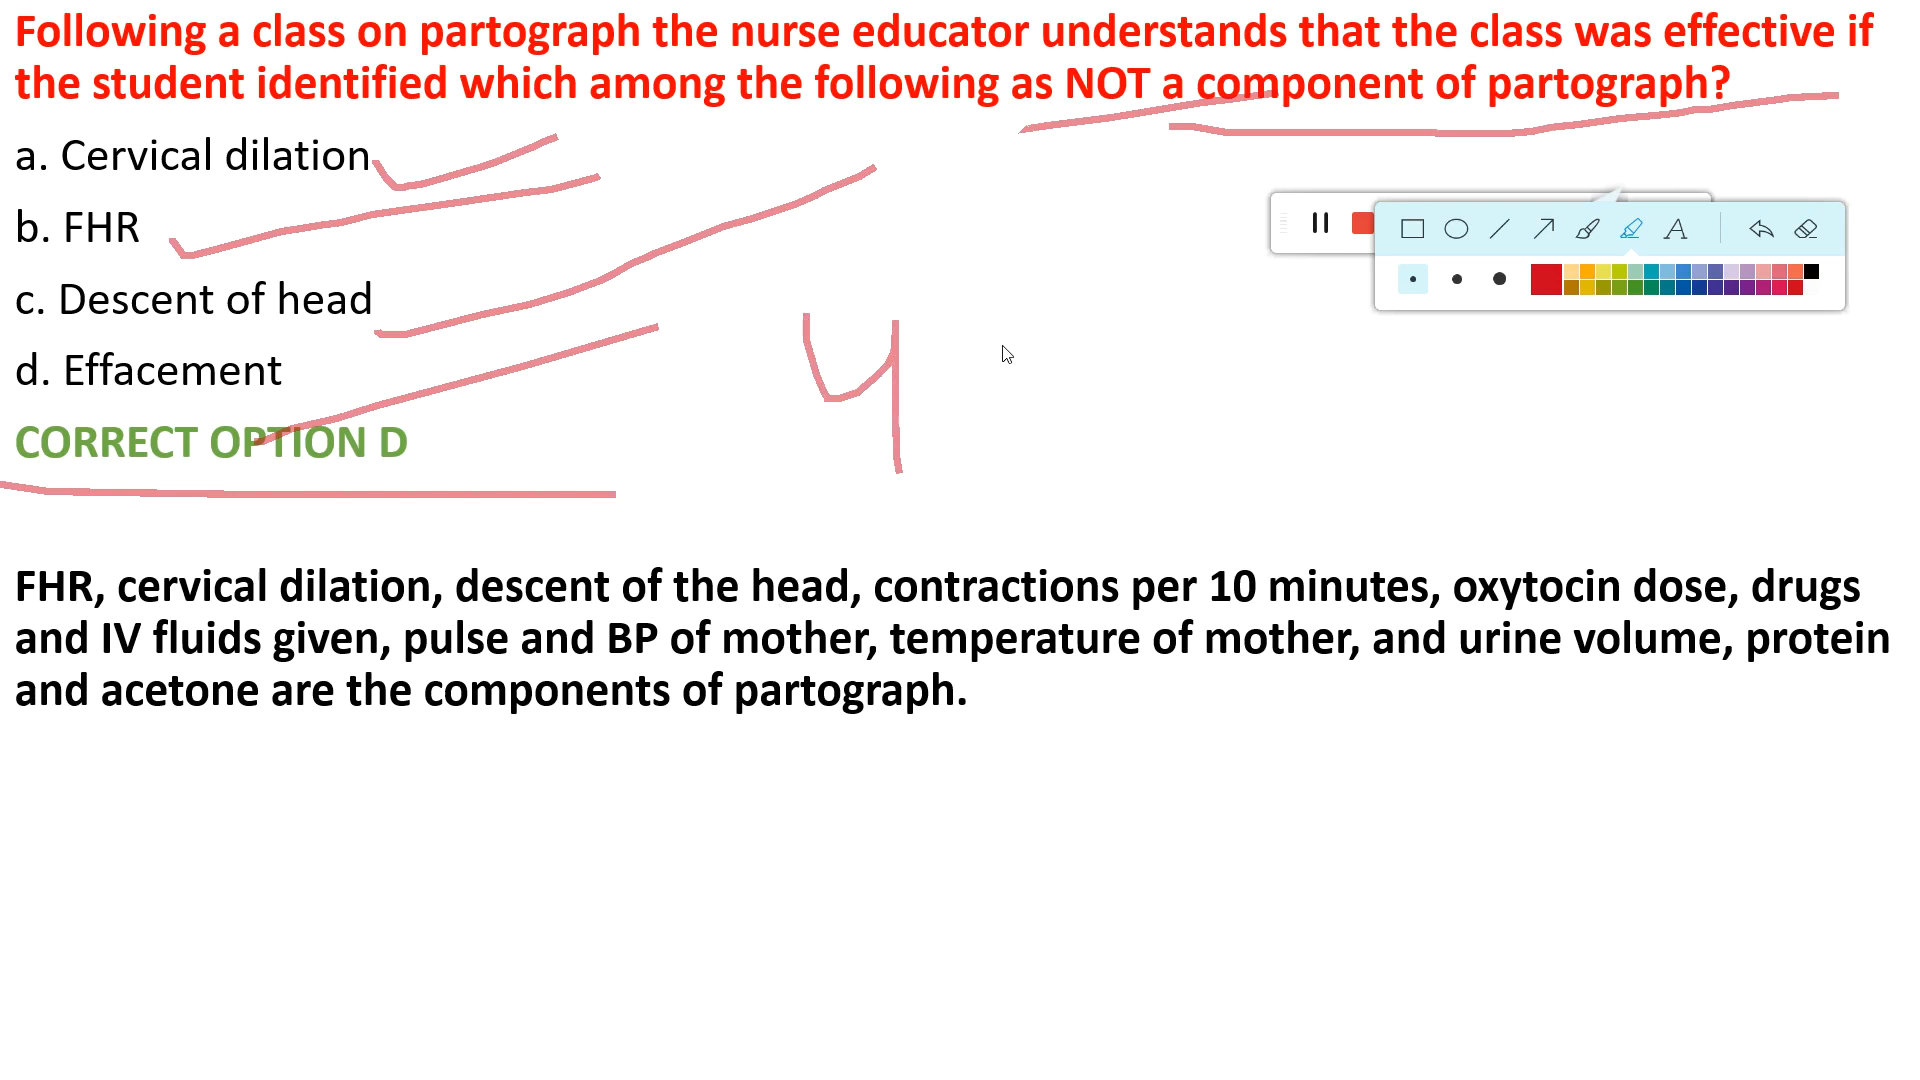 Following a class on partograph the nurse educator understands that the class was effective if
the student identified which among the following as NOT a component of partograph?
a. Cervical dilation
b. FHR
c. Descent of head
d. Effacement
4
CORRECT OPTION D
FHR, cervical dilation, descent of the head, contractions per 10 minutes, oxytocin dose, drugs
and IV fluids given, pulse and BP of mother, temperature of mother, and urine volume, protein
and acetone are the components of partograph.